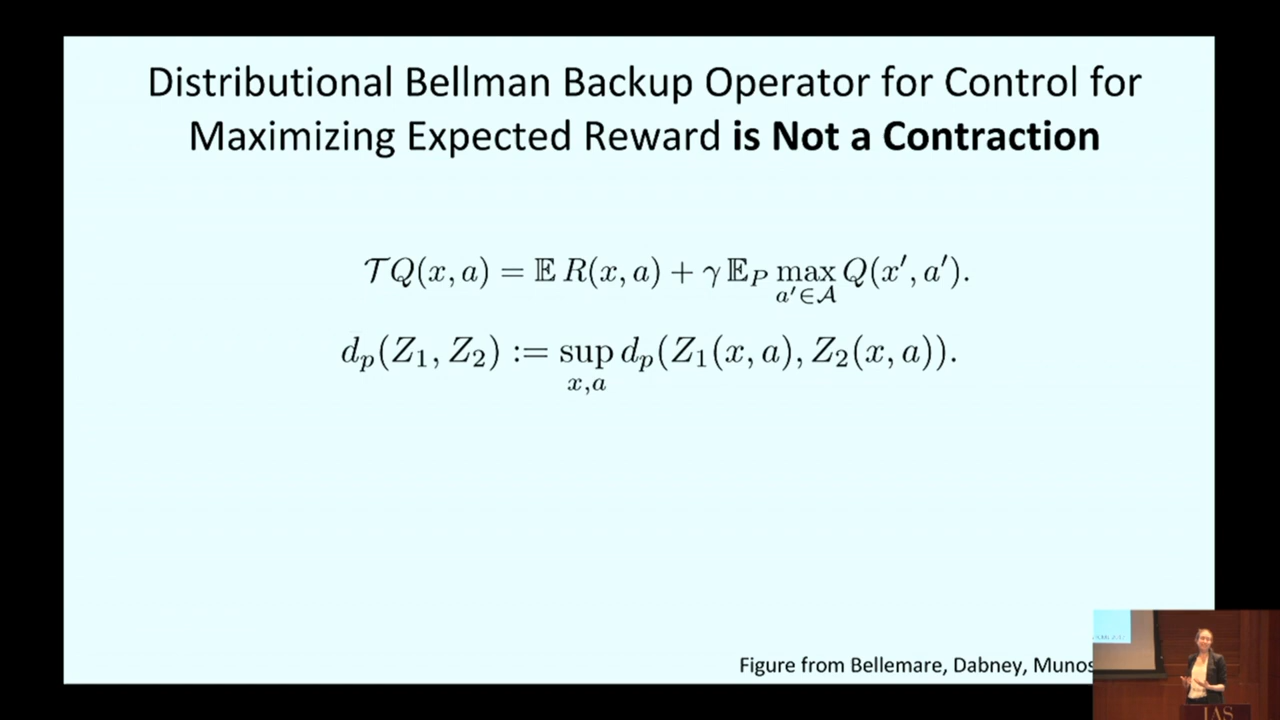 Distributional Bellman Backup Operator for Control for
Maximizing Expected Reward is Not a Contraction
𝒯Q(x, a) = 𝔼 R(x, a) + γ 𝔼_P max_{a′∈𝒜} Q(x′, a′).
d_p(Z_1, Z_2) := sup_{x,a} d_p(Z_1(x, a), Z_2(x, a)).
Figure from Bellemare, Dabney, Munos
IAS